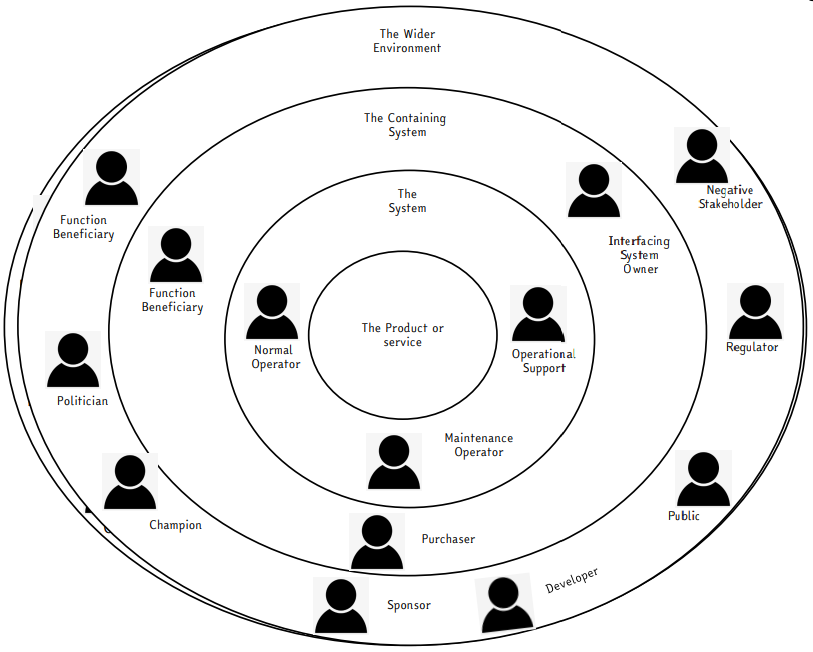 The Wider
Environment
The Containing
System
The
System
Negative
Stakeholder
Function
Beneficiary
Interfacing
System
Owner
Function
Beneficiary
The Product or
service
Normal
Operator
Operational
Support
Regulator
Politician
Maintenance
Operator
Public
Champion
Purchaser
Developer
Sponsor